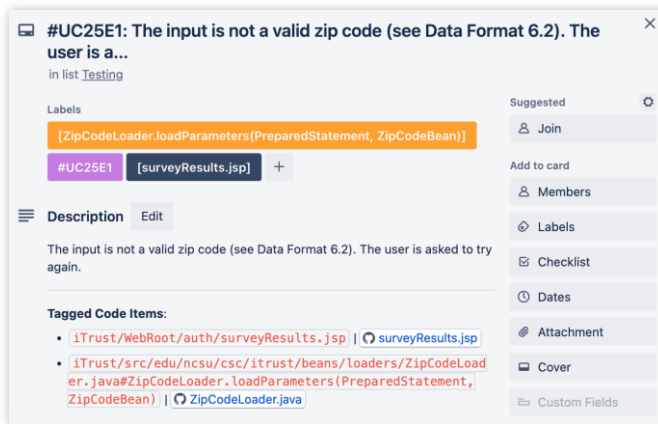 #UC25E1: The input is not a valid zip code (see Data Format 6.2). The
user is a...
in list Testing
Labels
[ZipCodeLoader.loadParameters(PreparedStatement, ZipCodeBean)]
#UC25E1 [surveyResults.jsp] +
Description Edit
The input is not a valid zip code (see Data Format 6.2). The user is asked to try
again.
Tagged Code Items:
• iTrust/WebRoot/auth/surveyResults.jsp | surveyResults.jsp
• iTrust/src/edu/ncsu/csc/itrust/beans/loaders/ZipCodeLoad
er.java#ZipCodeLoader.loadParameters(PreparedStatement,
ZipCodeBean) | ZipCodeLoader.java
Suggested
Join
Add to card
Members
Labels
Checklist
Dates
Attachment
Cover
Custom Fields